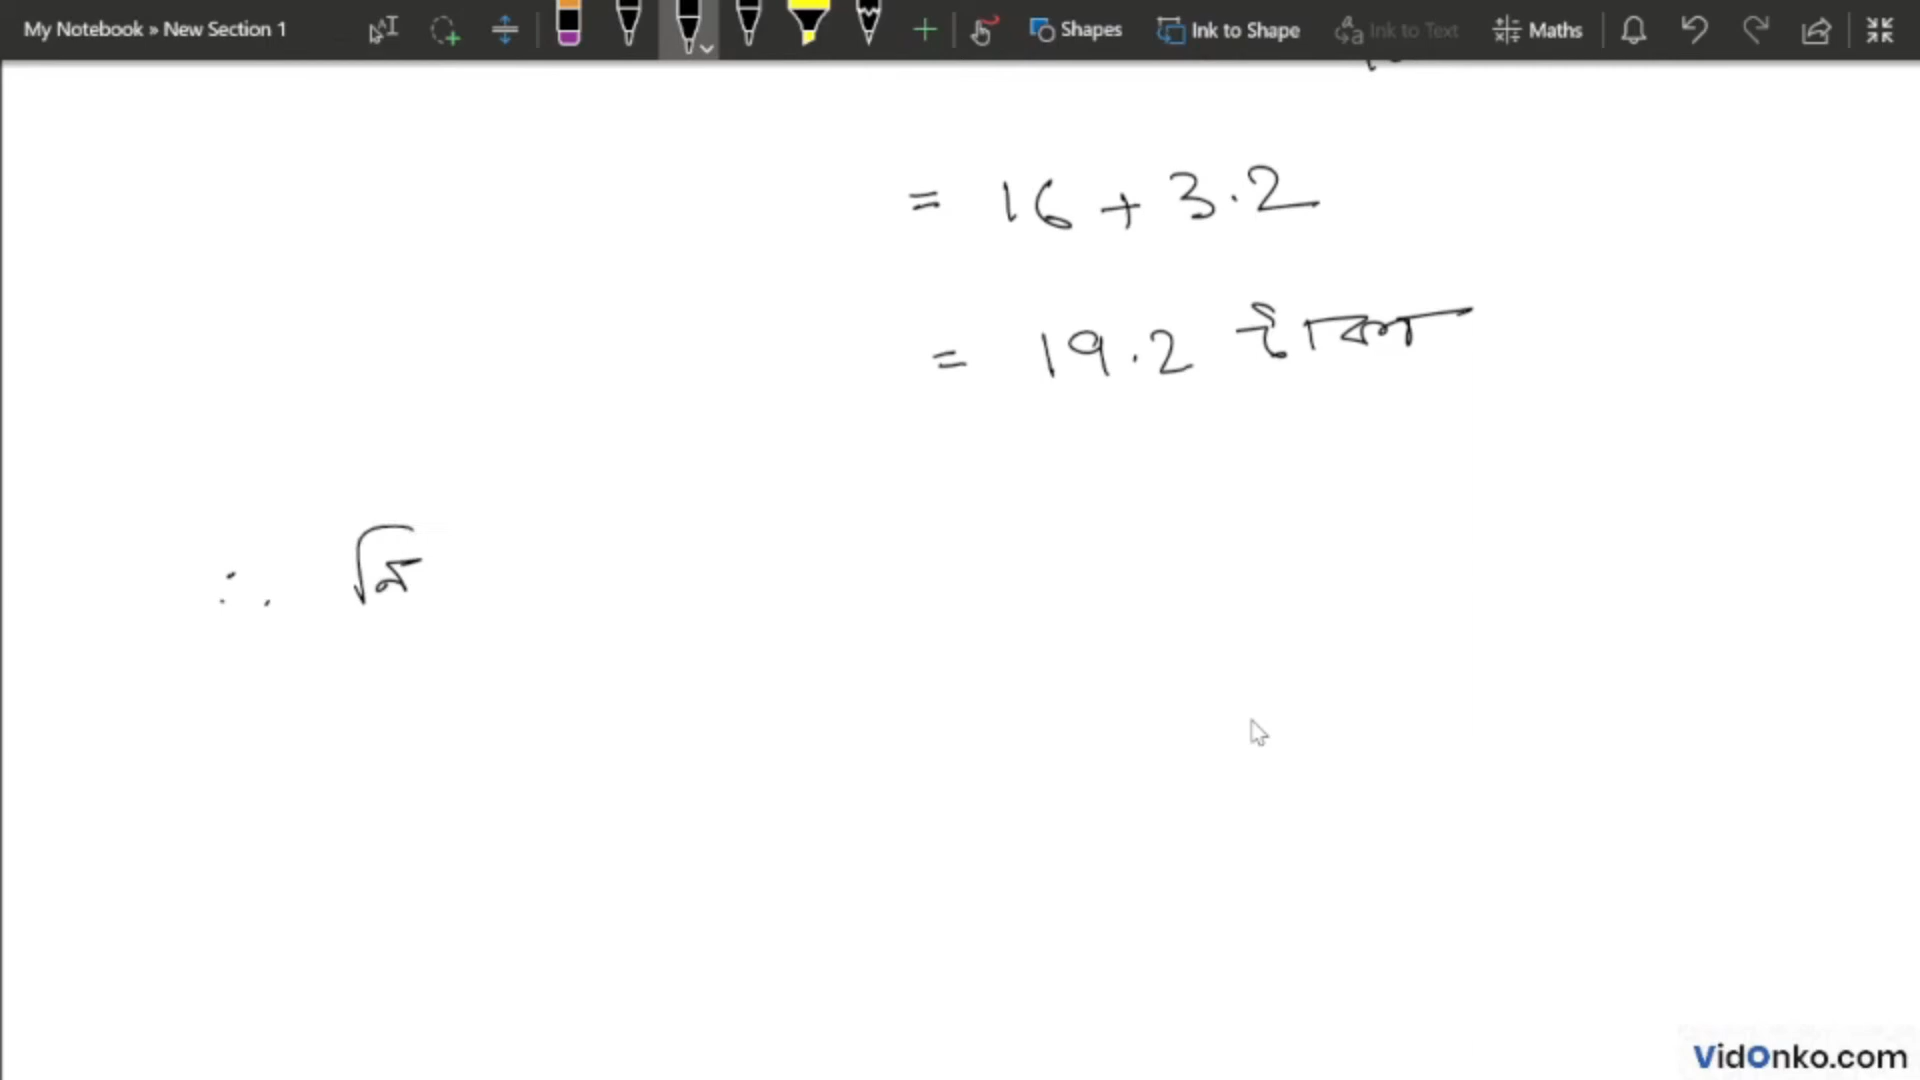 My Notebook » New Section 1 Shapes Ink to Shape Ink to Text Maths
= 16 + 3.2
= 19.2 টাকা
∴ নি
VidOnko.com